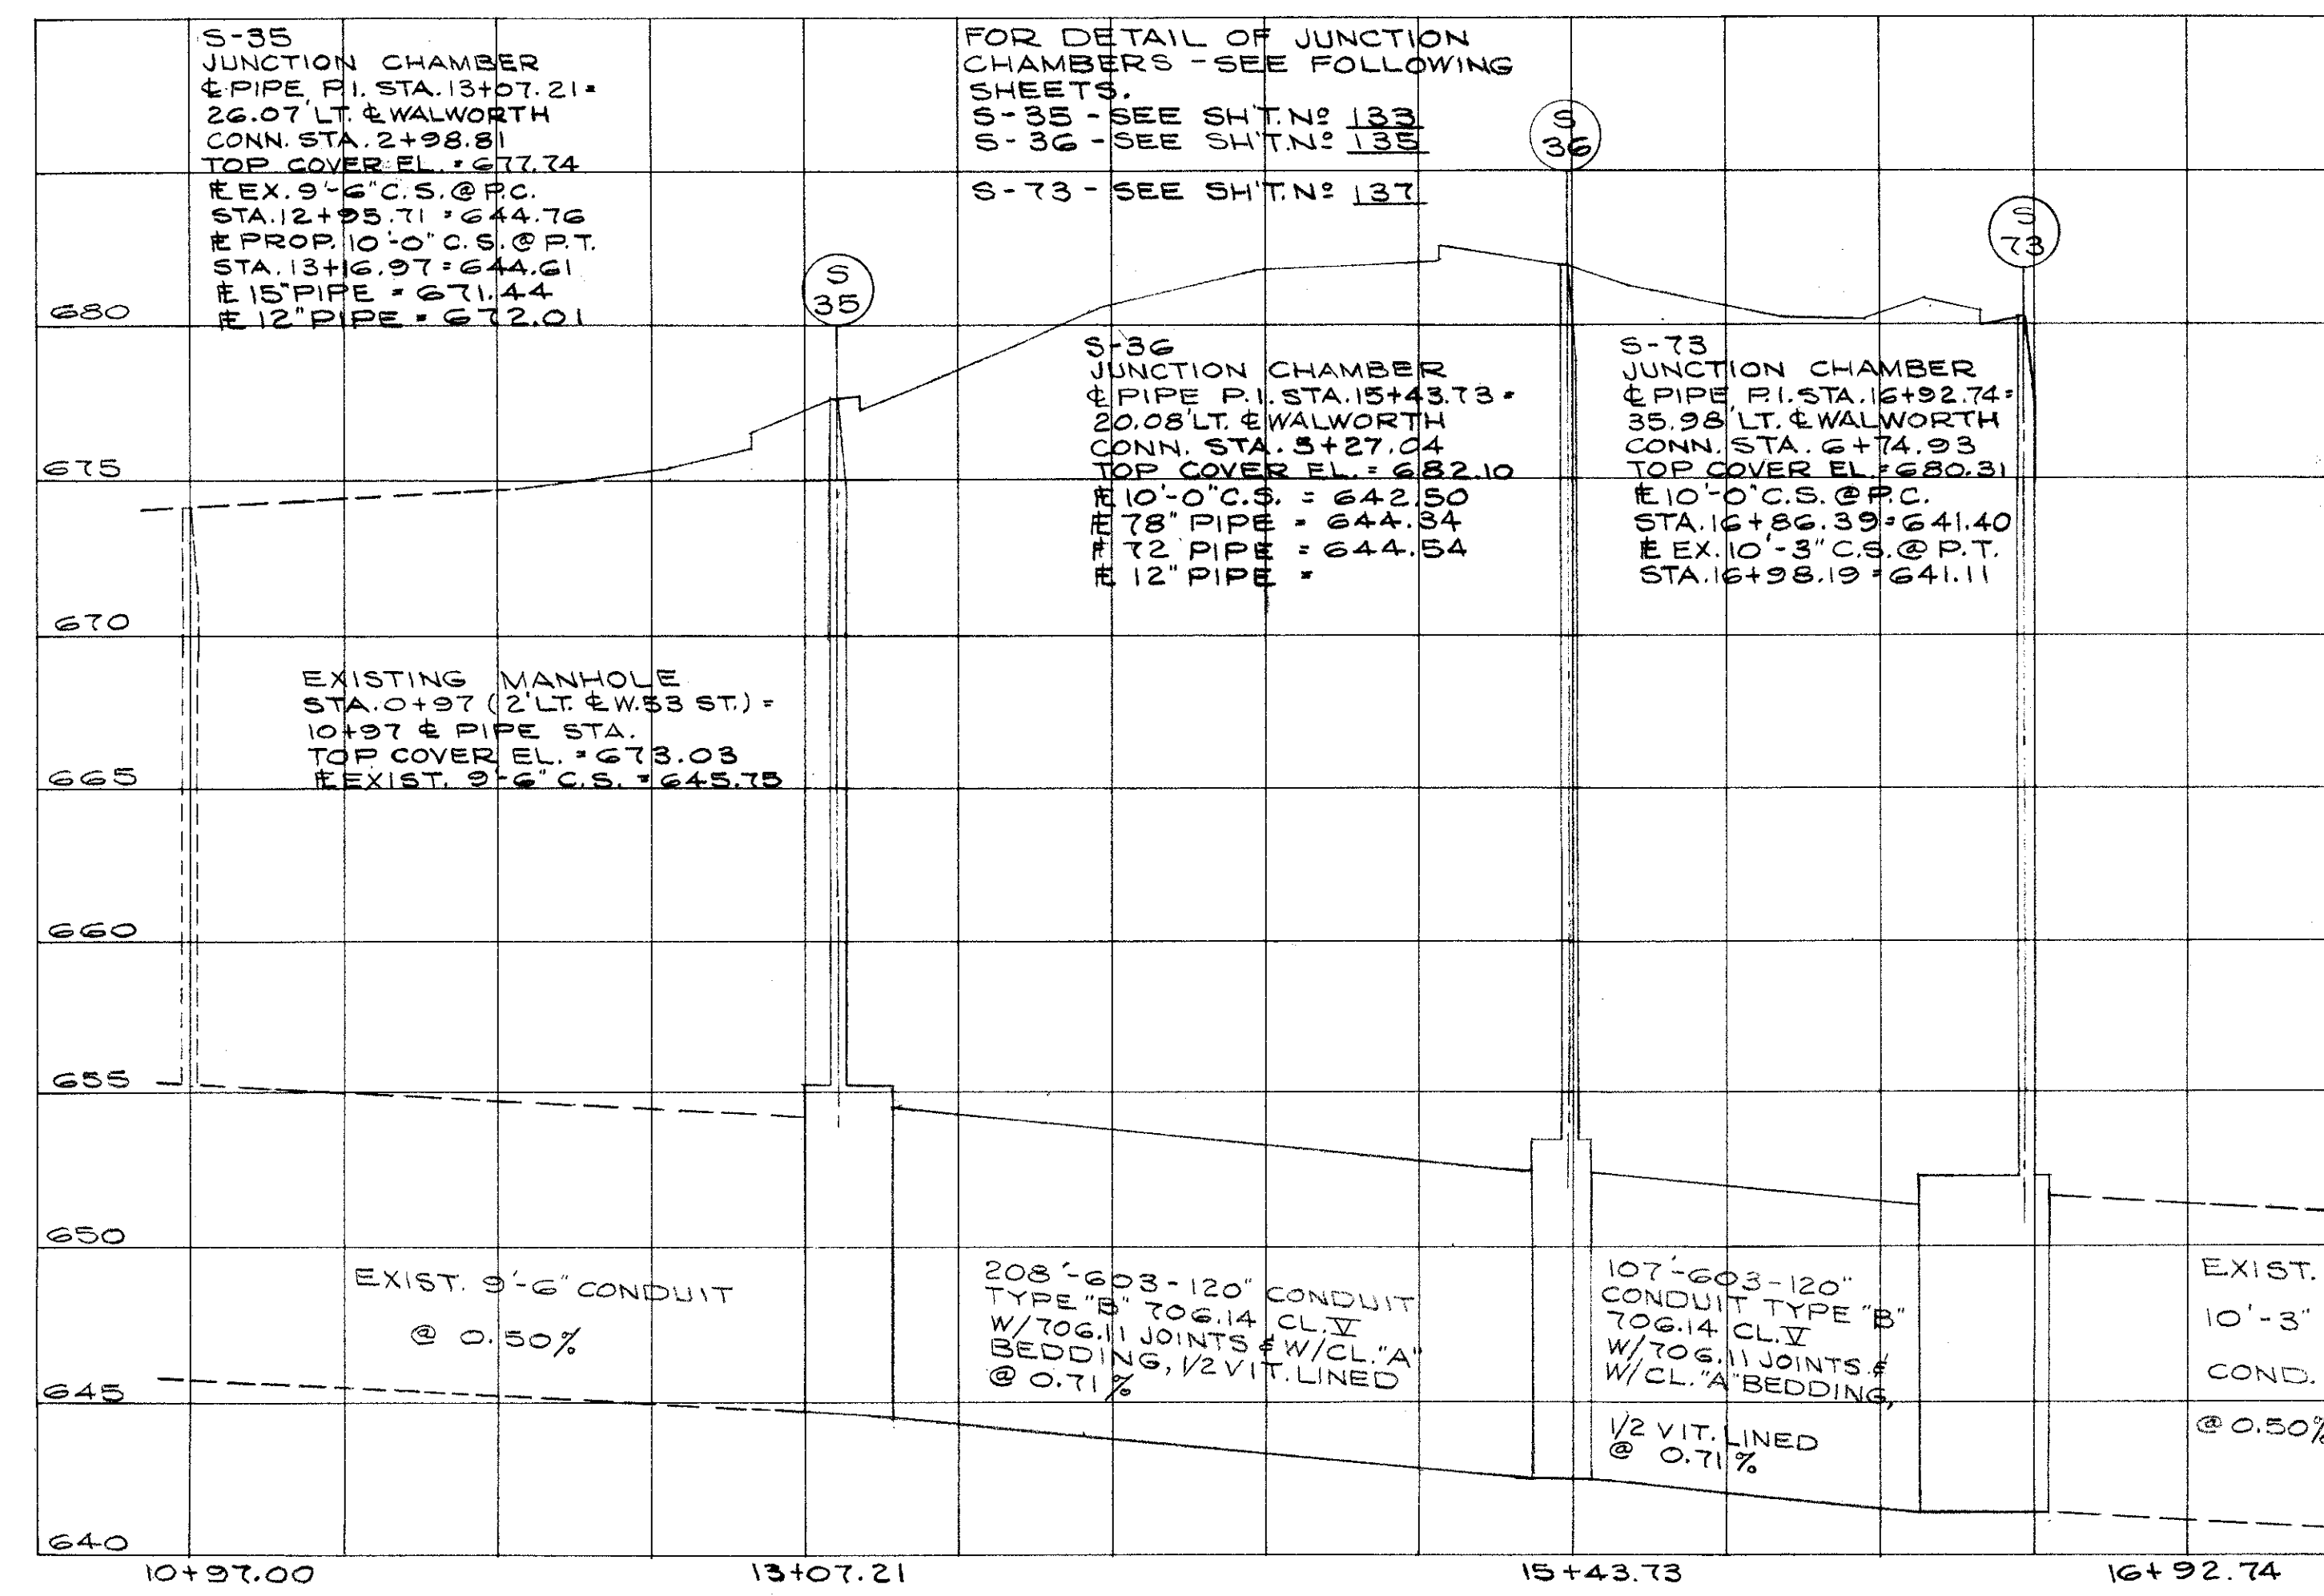 S-35
JUNCTION CHAMBER
℄ PIPE P.I. STA. 13+07.21 =
26.07' LT. ℄ WALWORTH
CONN. STA. 2+98.81
TOP COVER EL. = 677.74
EX. 9'-6" C.S. @ P.C.
STA. 12+95.71 = 644.76
PROP. 10'-0" C.S. @ P.T.
STA. 13+16.97 = 644.61
15" PIPE = 671.44
12" PIPE = 672.01
FOR DETAIL OF JUNCTION
CHAMBERS - SEE FOLLOWING
SHEETS.
S-35 - SEE SH'T. Nº 133
S-36 - SEE SH'T. Nº 135
S-73 - SEE SH'T. Nº 137
S
36
S
73
S
35
680
S-36
JUNCTION CHAMBER
℄ PIPE P.I. STA. 15+43.73 =
20.08' LT. ℄ WALWORTH
CONN. STA. 5+27.04
TOP COVER EL. = 682.10
10'-0" C.S. = 642.50
78" PIPE = 644.34
72 PIPE = 644.54
12" PIPE =
S-73
JUNCTION CHAMBER
℄ PIPE P.I. STA. 16+92.74 =
35.98' LT. ℄ WALWORTH
CONN. STA. 6+74.93
TOP COVER EL. = 680.31
10'-0" C.S. @ P.C.
STA. 16+86.39 = 641.40
EX. 10'-3" C.S. @ P.T.
STA. 16+98.19 = 641.11
675
670
EXISTING MANHOLE
STA. 0+97 (2' LT. ℄ W. 53 ST.) =
10+97 ℄ PIPE STA.
TOP COVER EL. = 673.03
EXIST. 9'-6" C.S. = 645.75
665
660
655
650
EXIST. 9'-6" CONDUIT
@ 0.50%
208'-603-120" CONDUIT
TYPE "B" 706.14 CL. V
W/706.11 JOINTS & W/CL. "A"
BEDDING, 1/2 VIT. LINED
@ 0.71%
107'-603-120"
CONDUIT TYPE "B"
706.14 CL. V
W/706.11 JOINTS &
W/CL. "A" BEDDING,
1/2 VIT. LINED
@ 0.71%
EXIST.
10'-3"
COND.
@ 0.50%
645
640
10+97.00
13+07.21
15+43.73
16+92.74